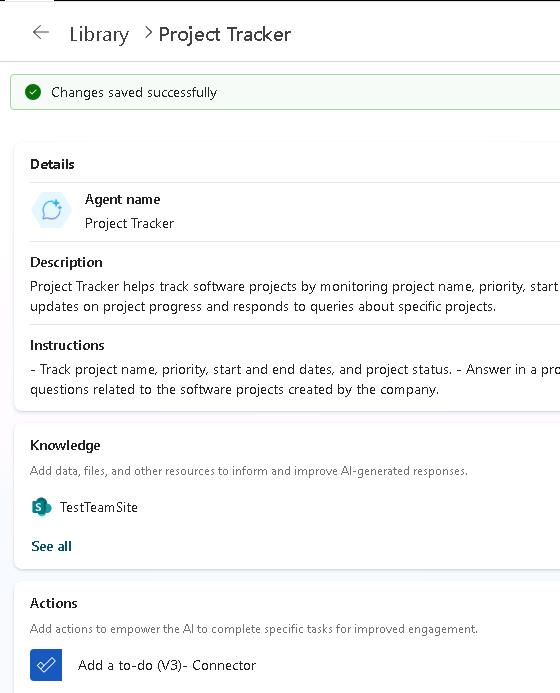 Library > Project Tracker
Changes saved successfully
Details
Agent name
Project Tracker
Description
Project Tracker helps track software projects by monitoring project name, priority, start
updates on project progress and responds to queries about specific projects.
Instructions
- Track project name, priority, start and end dates, and project status. - Answer in a
questions related to the software projects created by the company.
Knowledge
Add data, files, and other resources to inform and improve AI-generated responses.
TestTeamSite
See all
Actions
Add actions to empower the AI to complete specific tasks for improved engagement.
Add a to-do (V3)- Connector